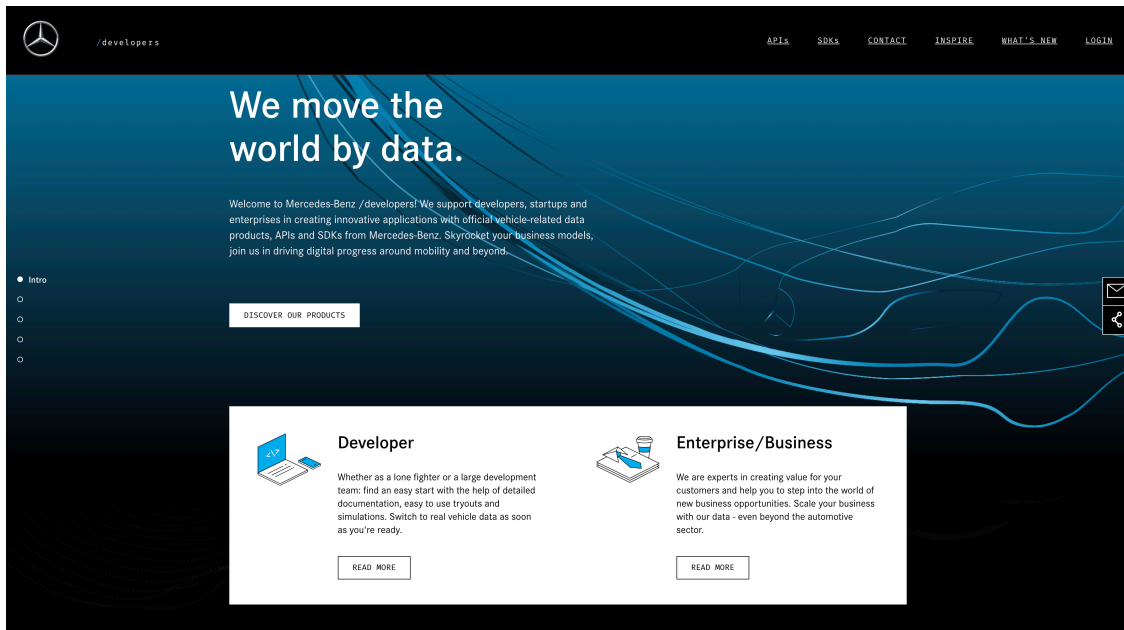 /developers
APIs
SDKs
CONTACT
INSPIRE
WHAT'S NEW
LOGIN
We move the
world by data.
Welcome to Mercedes-Benz /developers! We support developers, startups and
enterprises in creating innovative applications with official vehicle-related data
products, APIs and SDKs from Mercedes-Benz. Skyrocket your business models,
join us in driving digital progress around mobility and beyond.
Intro
DISCOVER OUR PRODUCTS
</>
Developer
Whether as a lone fighter or a large development
team: find an easy start with the help of detailed
documentation, easy to use tryouts and
simulations. Switch to real vehicle data as soon
as you're ready.
READ MORE
Enterprise/Business
We are experts in creating value for your
customers and help you to step into the world of
new business opportunities. Scale your business
with our data - even beyond the automotive
sector.
READ MORE